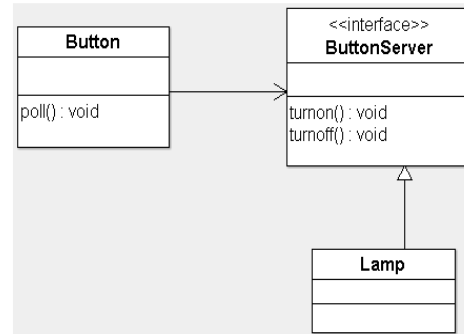 Button
poll() : void
<<interface>>
ButtonServer
turnon() : void
turnoff() : void
Lamp